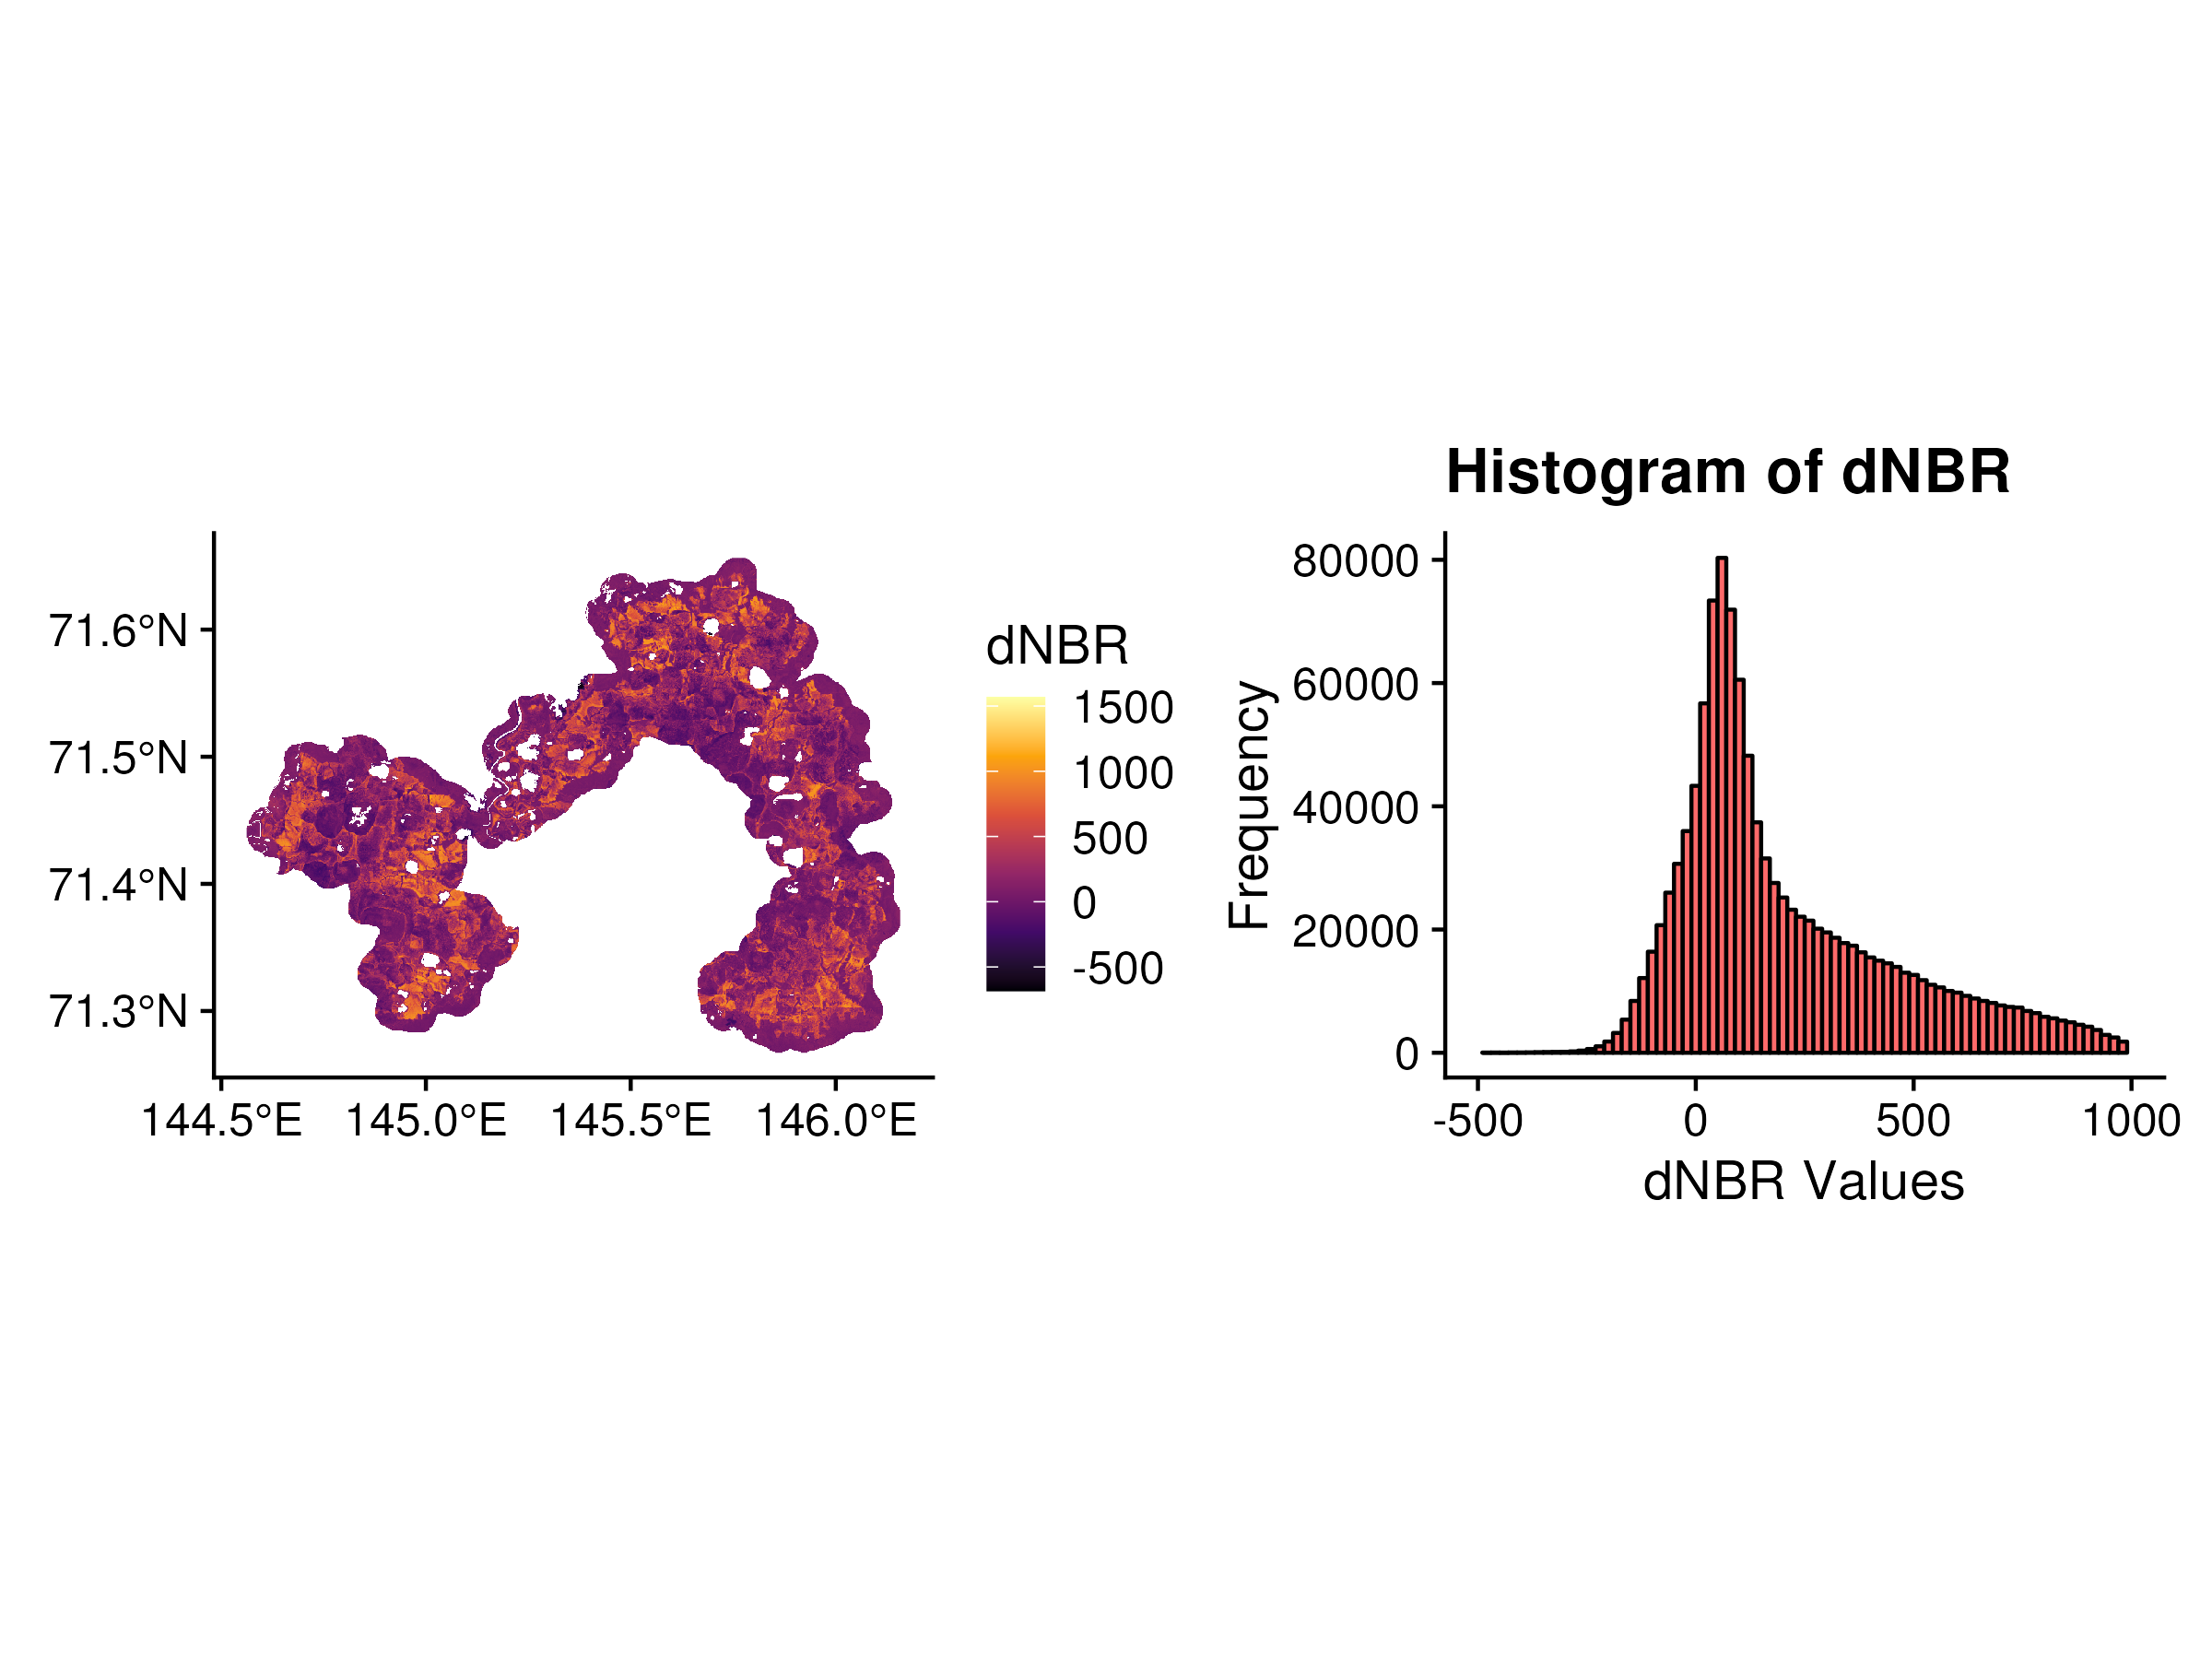 71.6°N
71.5°N
71.4°N
71.3°N
144.5°E 145.0°E 145.5°E 146.0°E
dNBR
1500
1000
500
0
-500
Histogram of dNBR
Frequency
80000
60000
40000
20000
0
-500 0 500 1000
dNBR Values